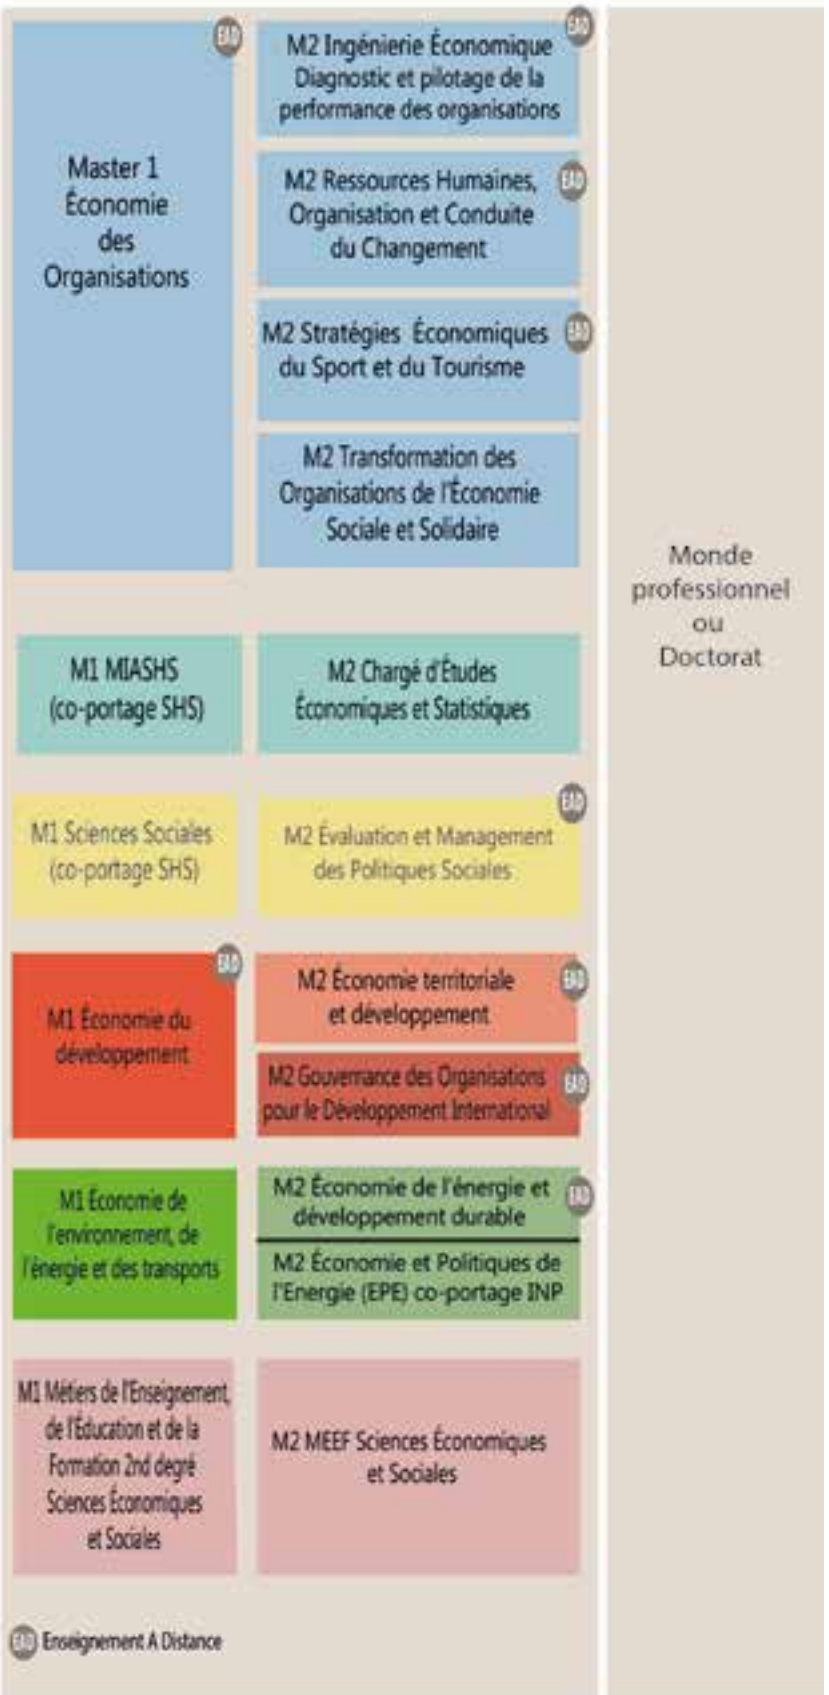 EAD
Master 1
Économie
des
Organisations
EAD
M2 Ingénierie Économique
Diagnostic et pilotage de la
performance des organisations
EAD
M2 Ressources Humaines,
Organisation et Conduite
du Changement
EAD
M2 Stratégies Économiques
du Sport et du Tourisme
M2 Transformation des
Organisations de l'Économie
Sociale et Solidaire
M1 MIASHS
(co-portage SHS)
M2 Chargé d'Études
Économiques et Statistiques
M1 Sciences Sociales
(co-portage SHS)
EAD
M2 Évaluation et Management
des Politiques Sociales
EAD
M1 Économie du
développement
EAD
M2 Économie territoriale
et développement
EAD
M2 Gouvernance des Organisations
pour le Développement International
M1 Économie de
l'environnement, de
l'énergie et des transports
EAD
M2 Économie de l'énergie et
développement durable
M2 Économie et Politiques de
l'Energie (EPE) co-portage INP
M1 Métiers de l'Enseignement,
de l'Éducation et de la
Formation 2nd degré
Sciences Économiques
et Sociales
M2 MEEF Sciences Économiques
et Sociales
EAD Enseignement A Distance
Monde
professionnel
ou
Doctorat